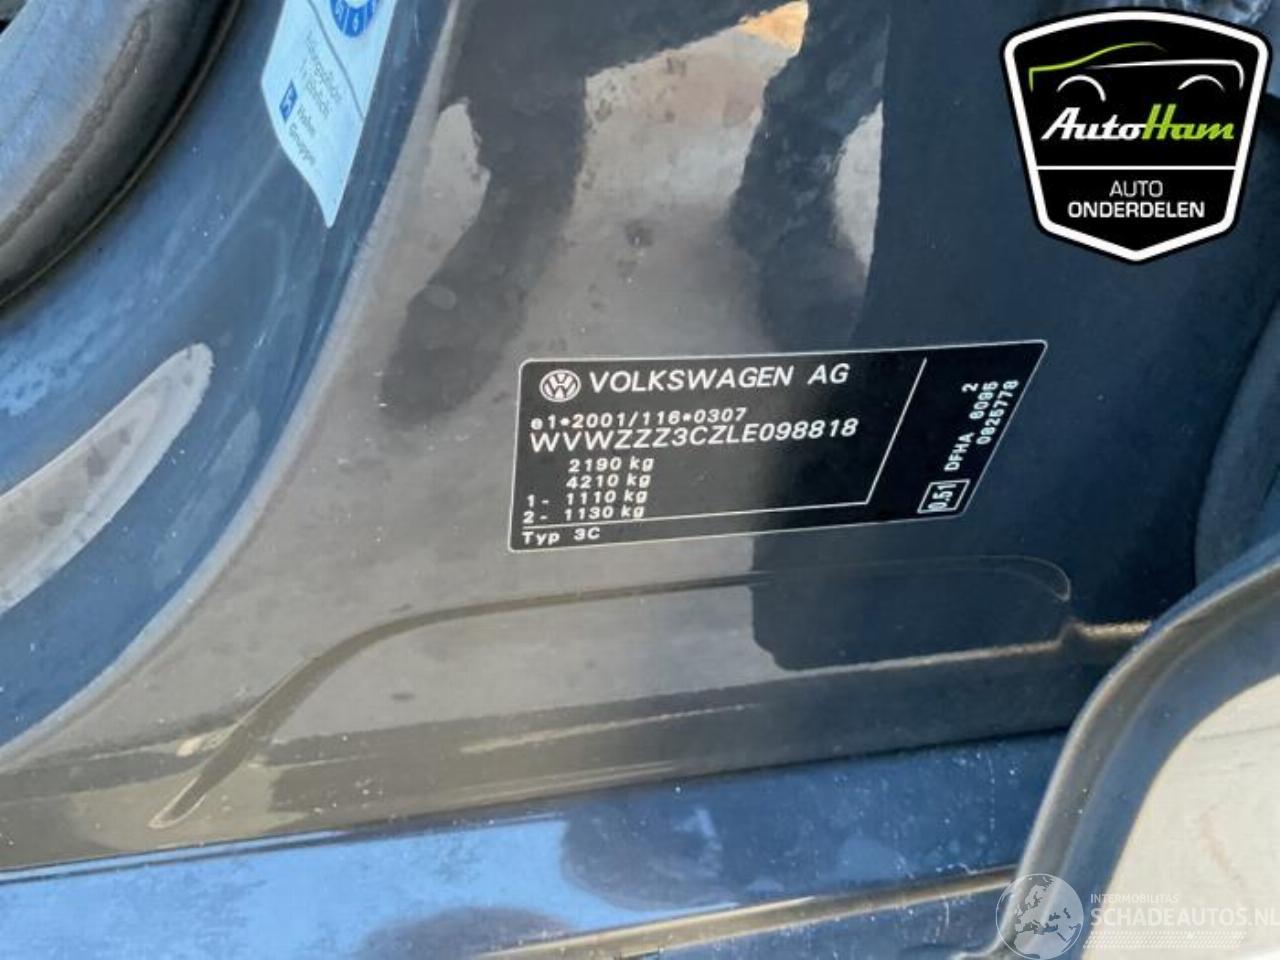 AutoHam
AUTO
ONDERDELEN
VOLKSWAGEN AG
e1*2001/116*0307
WVWZZZ3CZLE098818
2190 kg
4210 kg
1- 1110 kg
2- 1130 kg
Typ 3C
2
DFHA 6095
0825778
0.51
INTERMOBILITAS
SCHADEAUTOS.NL